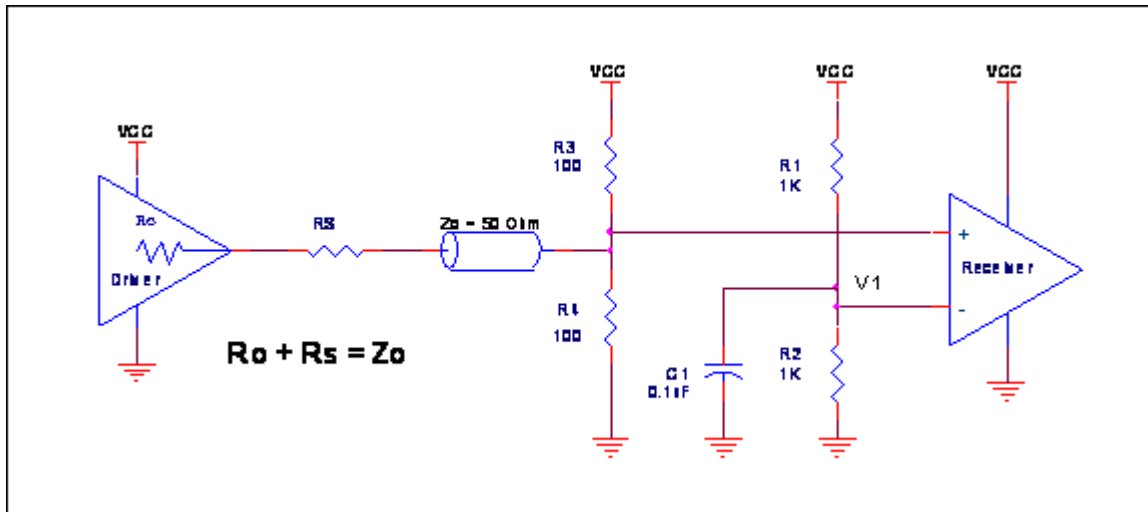 VCC
VCC
VCC
VCC
R3
100
R1
1K
Ro
RS
Zo = 50 Ohm
+
Driver
Receiver
V1
-
R4
100
Ro + Rs = Zo
C1
0.1uF
R2
1K